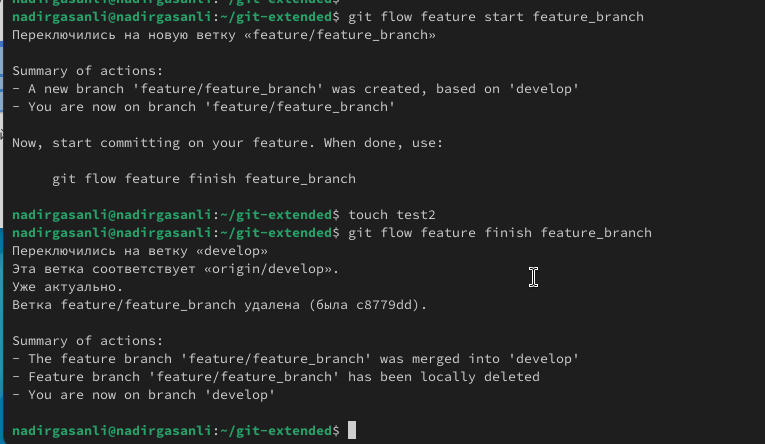 nadirgasanli@nadirgasanli:~/git-extended$ git flow feature start feature_branch
Переключились на новую ветку «feature/feature_branch»
Summary of actions:
- A new branch 'feature/feature_branch' was created, based on 'develop'
- You are now on branch 'feature/feature_branch'
Now, start committing on your feature. When done, use:
git flow feature finish feature_branch
nadirgasanli@nadirgasanli:~/git-extended$ touch test2
nadirgasanli@nadirgasanli:~/git-extended$ git flow feature finish feature_branch
Переключились на ветку «develop»
Эта ветка соответствует «origin/develop».
Уже актуально.
Ветка feature/feature_branch удалена (была c8779dd).
Summary of actions:
- The feature branch 'feature/feature_branch' was merged into 'develop'
- Feature branch 'feature/feature_branch' has been locally deleted
- You are now on branch 'develop'
nadirgasanli@nadirgasanli:~/git-extended$